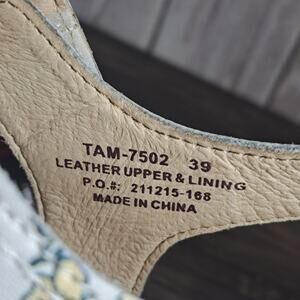 TAM-7502 39
LEATHER UPPER & LINING
P.O.#: 211215-168
MADE IN CHINA